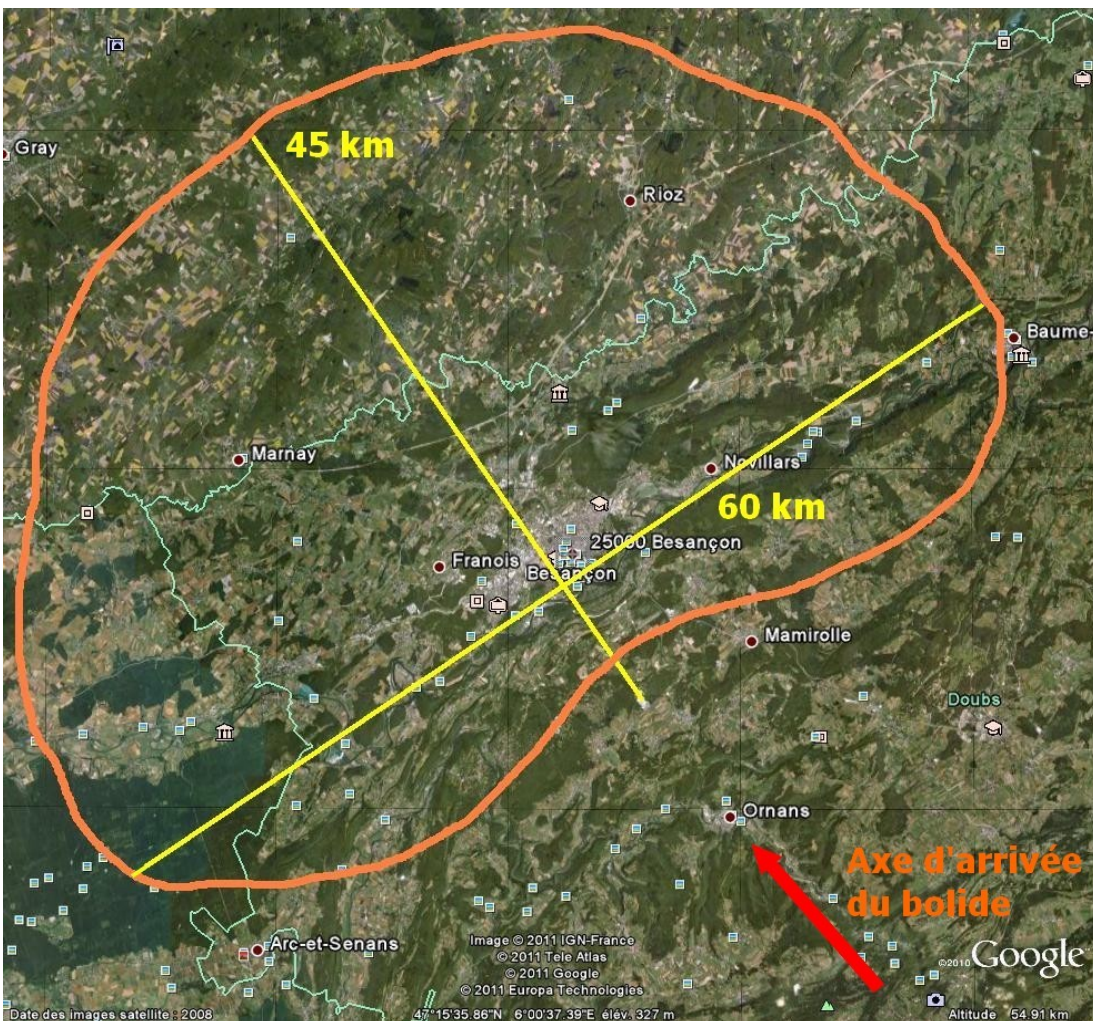 45 km
Gray
Rioz
Baume-
Marnay
Novillars
60 km
25000 Besançon
Franois
Besançon
Mamirolle
Doubs
Ornans
Axe d'arrivée
du bolide
Arc-et-Senans
Image © 2011 IGN-France
© 2011 Tele Atlas
© 2011 Google
© 2011 Europa Technologies
©2010 Google
Date des images satellite : 2008
47°15'35.86"N 6°00'37.39"E élév. 327 m
Altitude 54.91 km